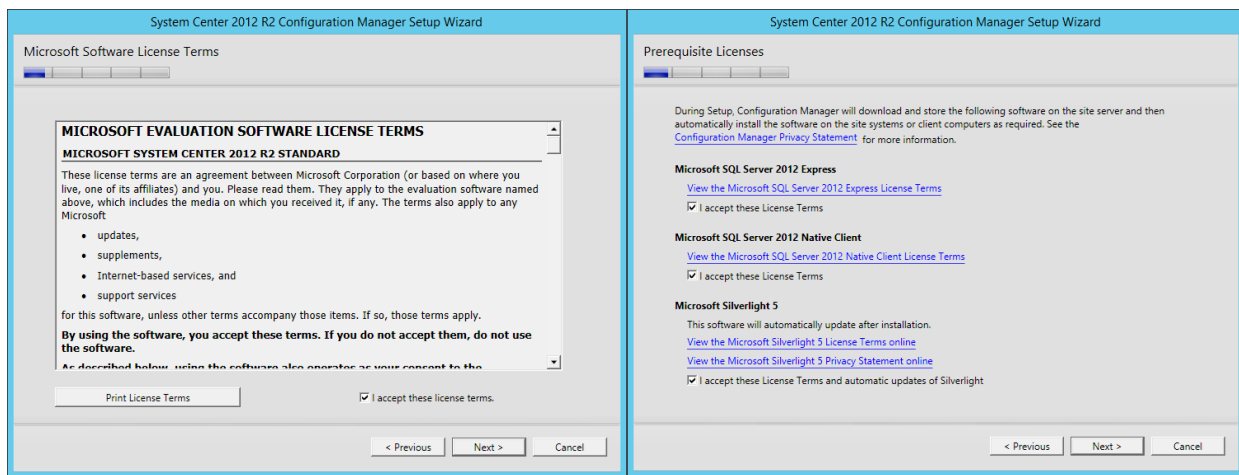 System Center 2012 R2 Configuration Manager Setup Wizard
Microsoft Software License Terms
MICROSOFT EVALUATION SOFTWARE LICENSE TERMS
MICROSOFT SYSTEM CENTER 2012 R2 STANDARD
These license terms are an agreement between Microsoft Corporation (or based on where you
live, one of its affiliates) and you. Please read them. They apply to the evaluation software named
above, which includes the media on which you received it, if any. The terms also apply to any
Microsoft
• updates,
• supplements,
• Internet-based services, and
• support services
for this software, unless other terms accompany those items. If so, those terms apply.
By using the software, you accept these terms. If you do not accept them, do not use
the software.
As described below, using the software also operates as your consent to the
Print License Terms
I accept these license terms.
< Previous
Next >
Cancel
System Center 2012 R2 Configuration Manager Setup Wizard
Prerequisite Licenses
During Setup, Configuration Manager will download and store the following software on the site server and then
automatically install the software on the site systems or client computers as required. See the
Configuration Manager Privacy Statement for more information.
Microsoft SQL Server 2012 Express
View the Microsoft SQL Server 2012 Express License Terms
I accept these License Terms
Microsoft SQL Server 2012 Native Client
View the Microsoft SQL Server 2012 Native Client License Terms
I accept these License Terms
Microsoft Silverlight 5
This software will automatically update after installation.
View the Microsoft Silverlight 5 License Terms online
View the Microsoft Silverlight 5 Privacy Statement online
I accept these License Terms and automatic updates of Silverlight
< Previous
Next >
Cancel